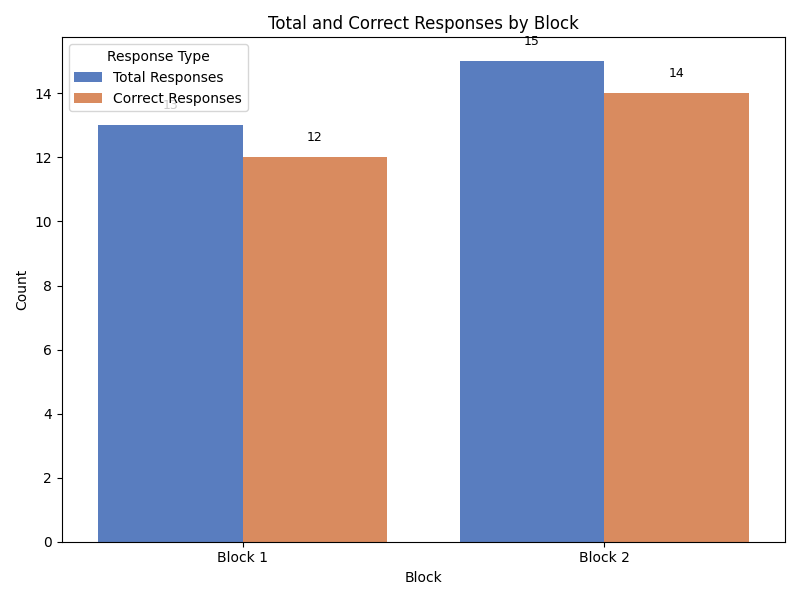 Total and Correct Responses by Block
15
Response Type
Total Responses
Correct Responses
14
13
12
14
12
10
8
6
4
2
0
Count
Block 1
Block 2
Block